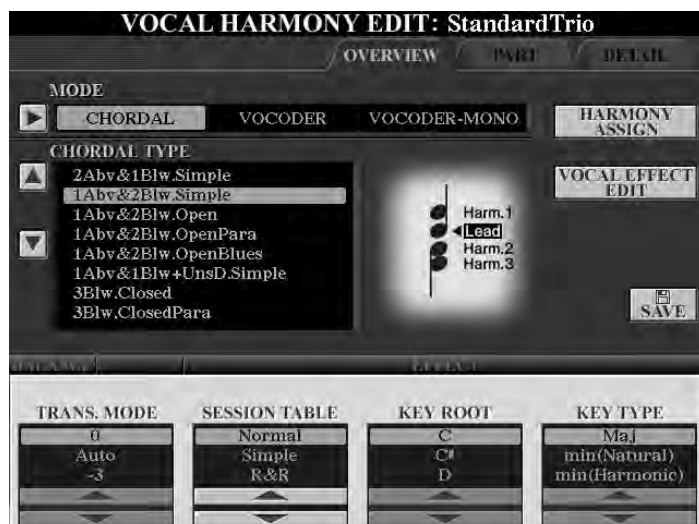 VOCAL HARMONY EDIT: StandardTrio
OVERVIEW PART DETAIL
MODE
CHORDAL VOCODER VOCODER-MONO
HARMONY
ASSIGN
CHORDAL TYPE
2Abv&1Blw.Simple
1Abv&2Blw.Simple
1Abv&2Blw.Open
1Abv&2Blw.OpenPara
1Abv&2Blw.OpenBlues
1Abv&1Blw+UnsD.Simple
3Blw.Closed
3Blw.ClosedPara
Harm.1
Lead
Harm.2
Harm.3
VOCAL EFFECT
EDIT
SAVE
BALANCE EFFECT
TRANS. MODE SESSION TABLE KEY ROOT KEY TYPE
0 Normal C Maj
Auto Simple C# min(Natural)
-3 R&R D min(Harmonic)